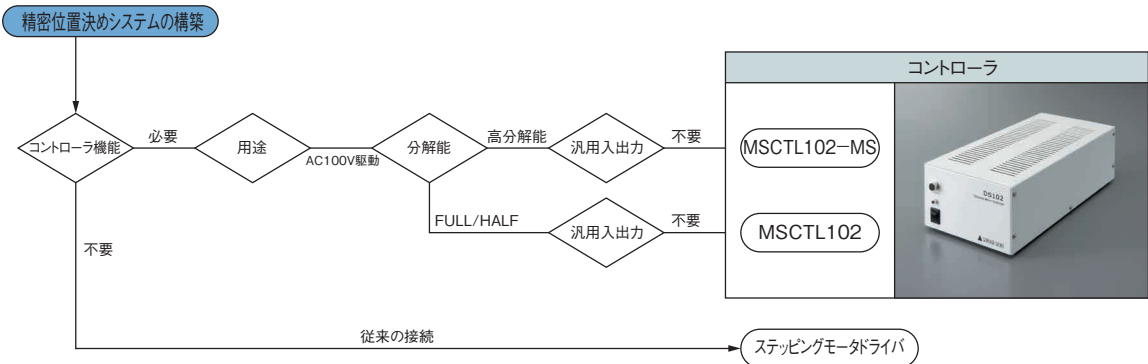 精密位置決めシステムの構築
コントローラ
コントローラ機能
必要
用途
AC100V駆動
分解能
高分解能
汎用入出力
不要
MSCTL102−MS
FULL/HALF
汎用入出力
不要
MSCTL102
DS102
不要
従来の接続
ステッピングモータドライバ